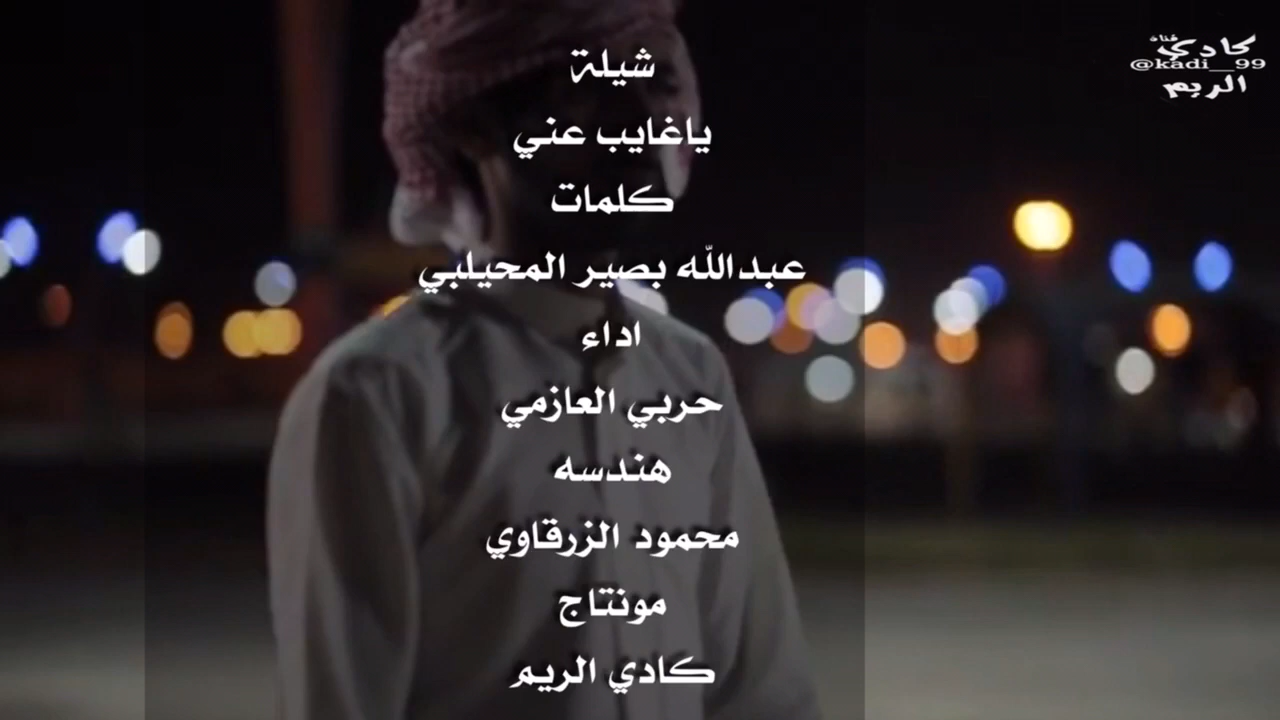 شيلة
ياغايب عني
كلمات
عبدالله بصير المحيلبي
اداء
حربي العازمي
هندسه
محمود الزرقاوي
مونتاج
كادي الريم
قناة
كادي
@kadi__99
الريم